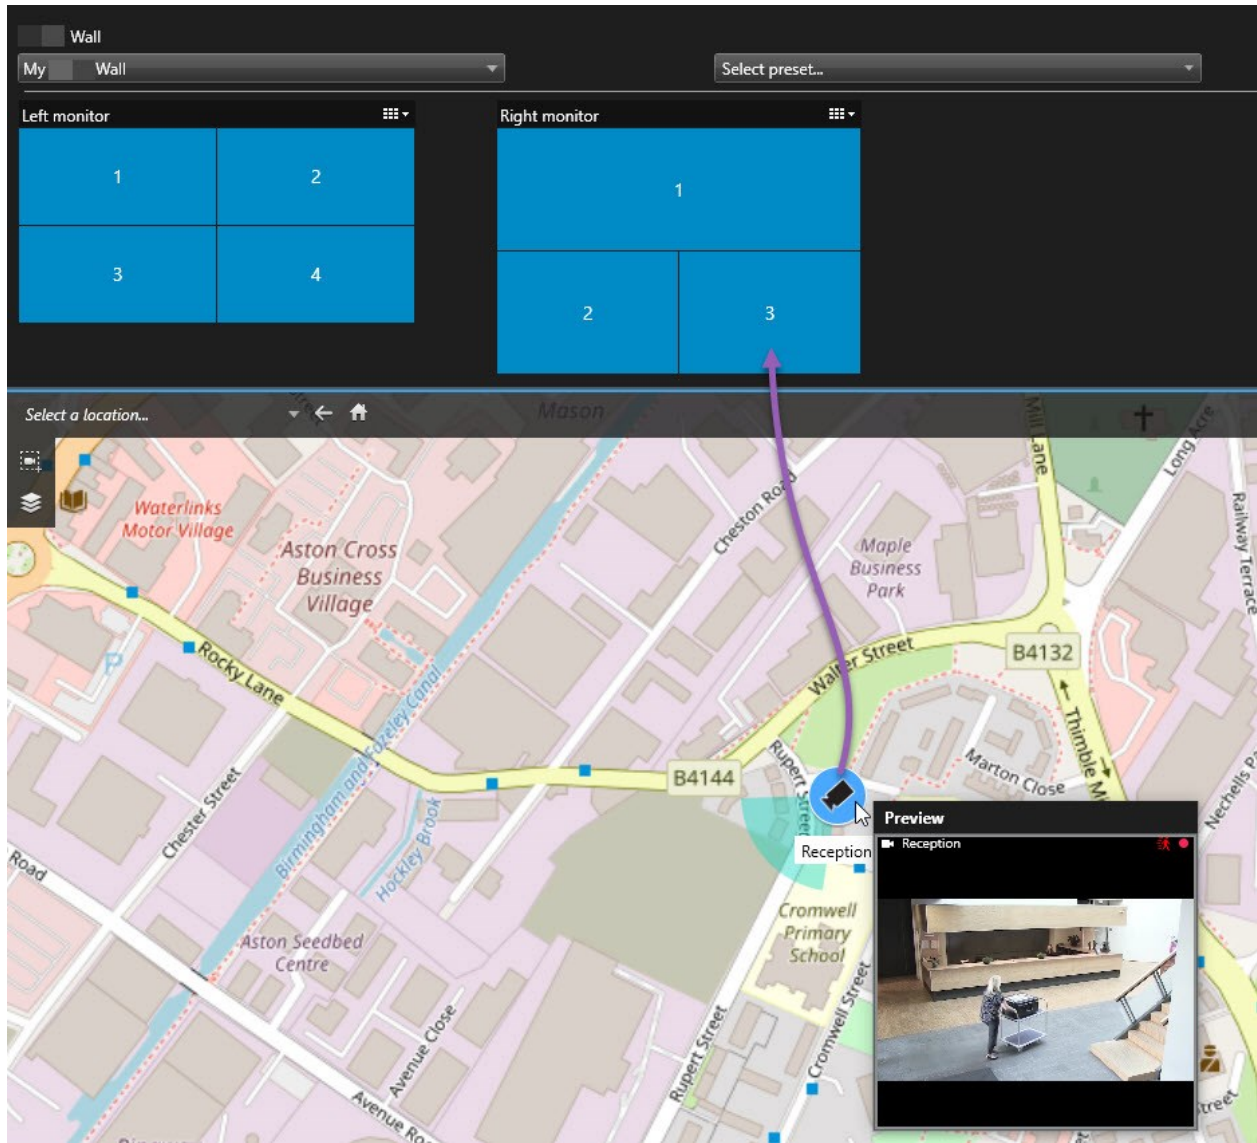 Wall
My Wall
Select preset...
Left monitor
Right monitor
1
2
3
4
1
2
3
Select a location...
Mason
Mill Lane
Long Acre
Railway Terrace
Waterlinks
Motor Village
Aston Cross
Business
Village
Cheston Road
Maple
Business
Park
P
Rocky Lane
Birmingham and Fazeley Canal
Walter Street
B4132
Thimble M
B4144
Rupert Street
Marton Close
Nechells Pa
Chester Street
Hockley Brook
Road
Reception
Preview
Reception
Cromwell
Primary
School
Aston Seedbed
Centre
Avenue Close
Avenue Ro
Rupert Street
Cromwell Street
Street